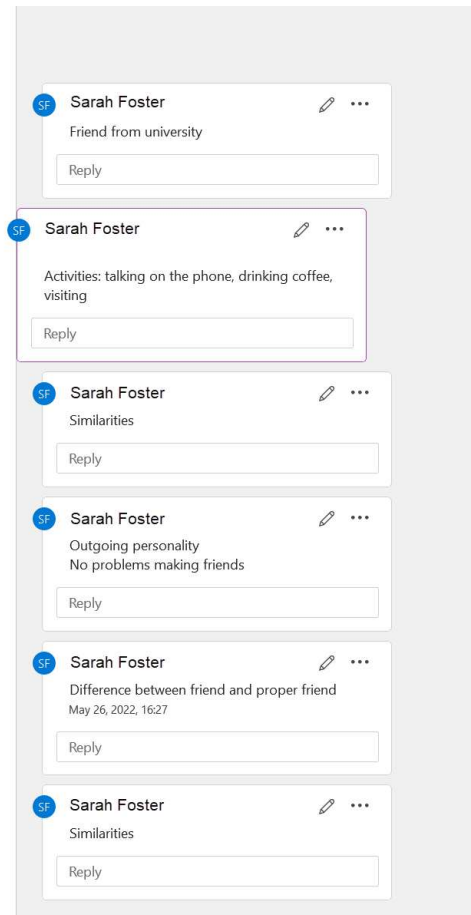 SF Sarah Foster
Friend from university
Reply
SF Sarah Foster
Activities: talking on the phone, drinking coffee,
visiting
Reply
SF Sarah Foster
Similarities
Reply
SF Sarah Foster
Outgoing personality
No problems making friends
Reply
SF Sarah Foster
Difference between friend and proper friend
May 26, 2022, 16:27
Reply
SF Sarah Foster
Similarities
Reply